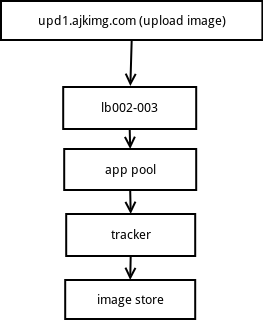 upd1.ajkimg.com (upload image)
lb002-003
app pool
tracker
image store